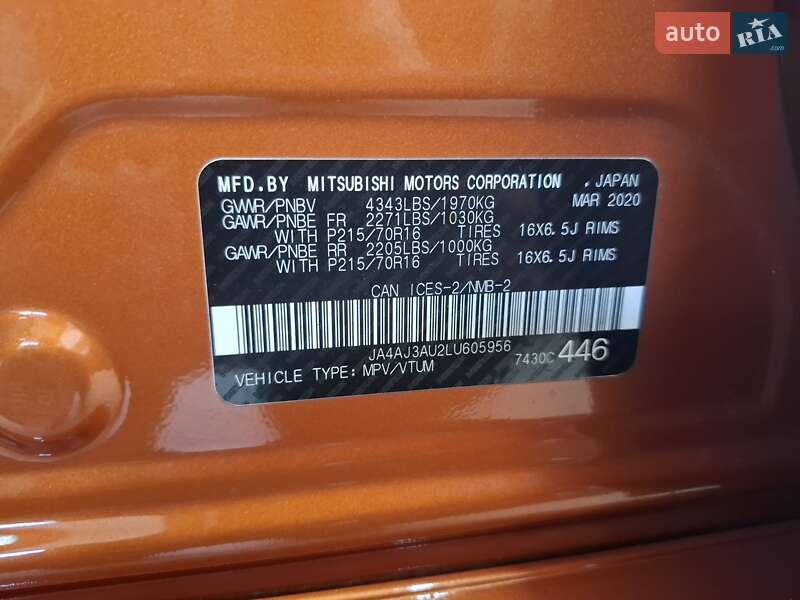 auto RIA .com
MFD.BY MITSUBISHI MOTORS CORPORATION . JAPAN
GVWR/PNBV 4343LBS/1970KG MAR 2020
GAWR/PNBE FR 2271LBS/1030KG
WITH P215/70R16 TIRES 16X6.5J RIMS
GAWR/PNBE RR 2205LBS/1000KG
WITH P215/70R16 TIRES 16X6.5J RIMS
CAN ICES-2/NMB-2
JA4AJ3AU2LU605956
7430C 446
VEHICLE TYPE: MPV/VTUM